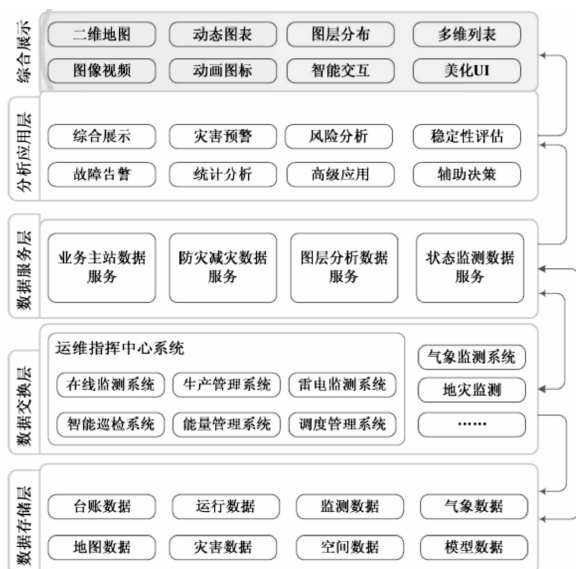 综合展示
二维地图 动态图表 图层分布 多维列表
图像视频 动画图标 智能交互 美化UI
分析应用层
综合展示 灾害预警 风险分析 稳定性评估
故障告警 统计分析 高级应用 辅助决策
数据服务层
业务主站数据服务 防灾减灾数据服务 图层分析数据服务 状态监测数据服务
数据交换层
运维指挥中心系统
在线监测系统 生产管理系统 雷电监测系统
智能巡检系统 能量管理系统 调度管理系统
气象监测系统
地灾监测
……
数据存储层
台账数据 运行数据 监测数据 气象数据
地图数据 灾害数据 空间数据 模型数据